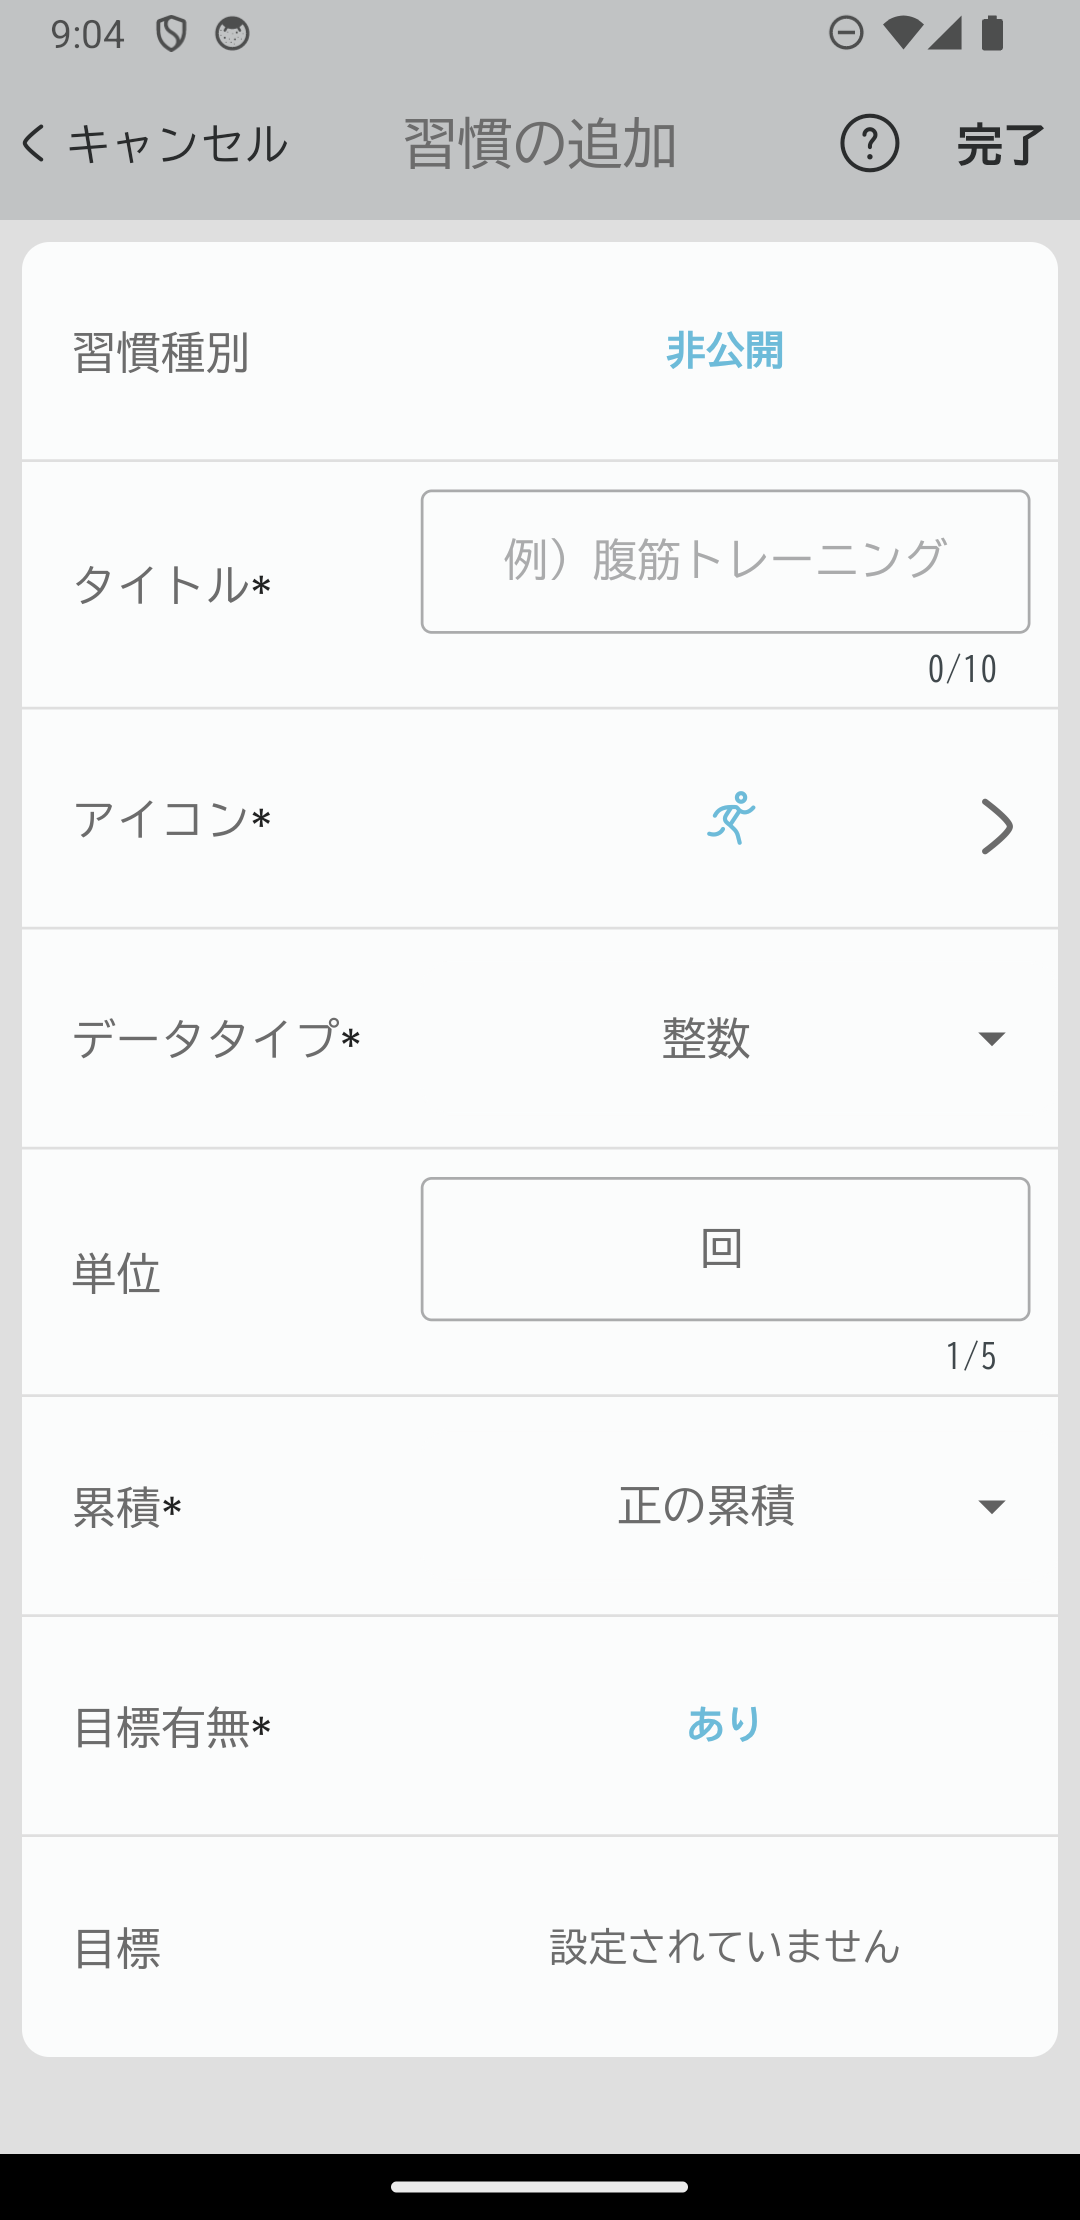 9:04
キャンセル
習慣の追加
?
完了
習慣種別
非公開
タイトル*
例）腹筋トレーニング
0/10
アイコン*
データタイプ*
整数
単位
回
1/5
累積*
正の累積
目標有無*
あり
目標
設定されていません